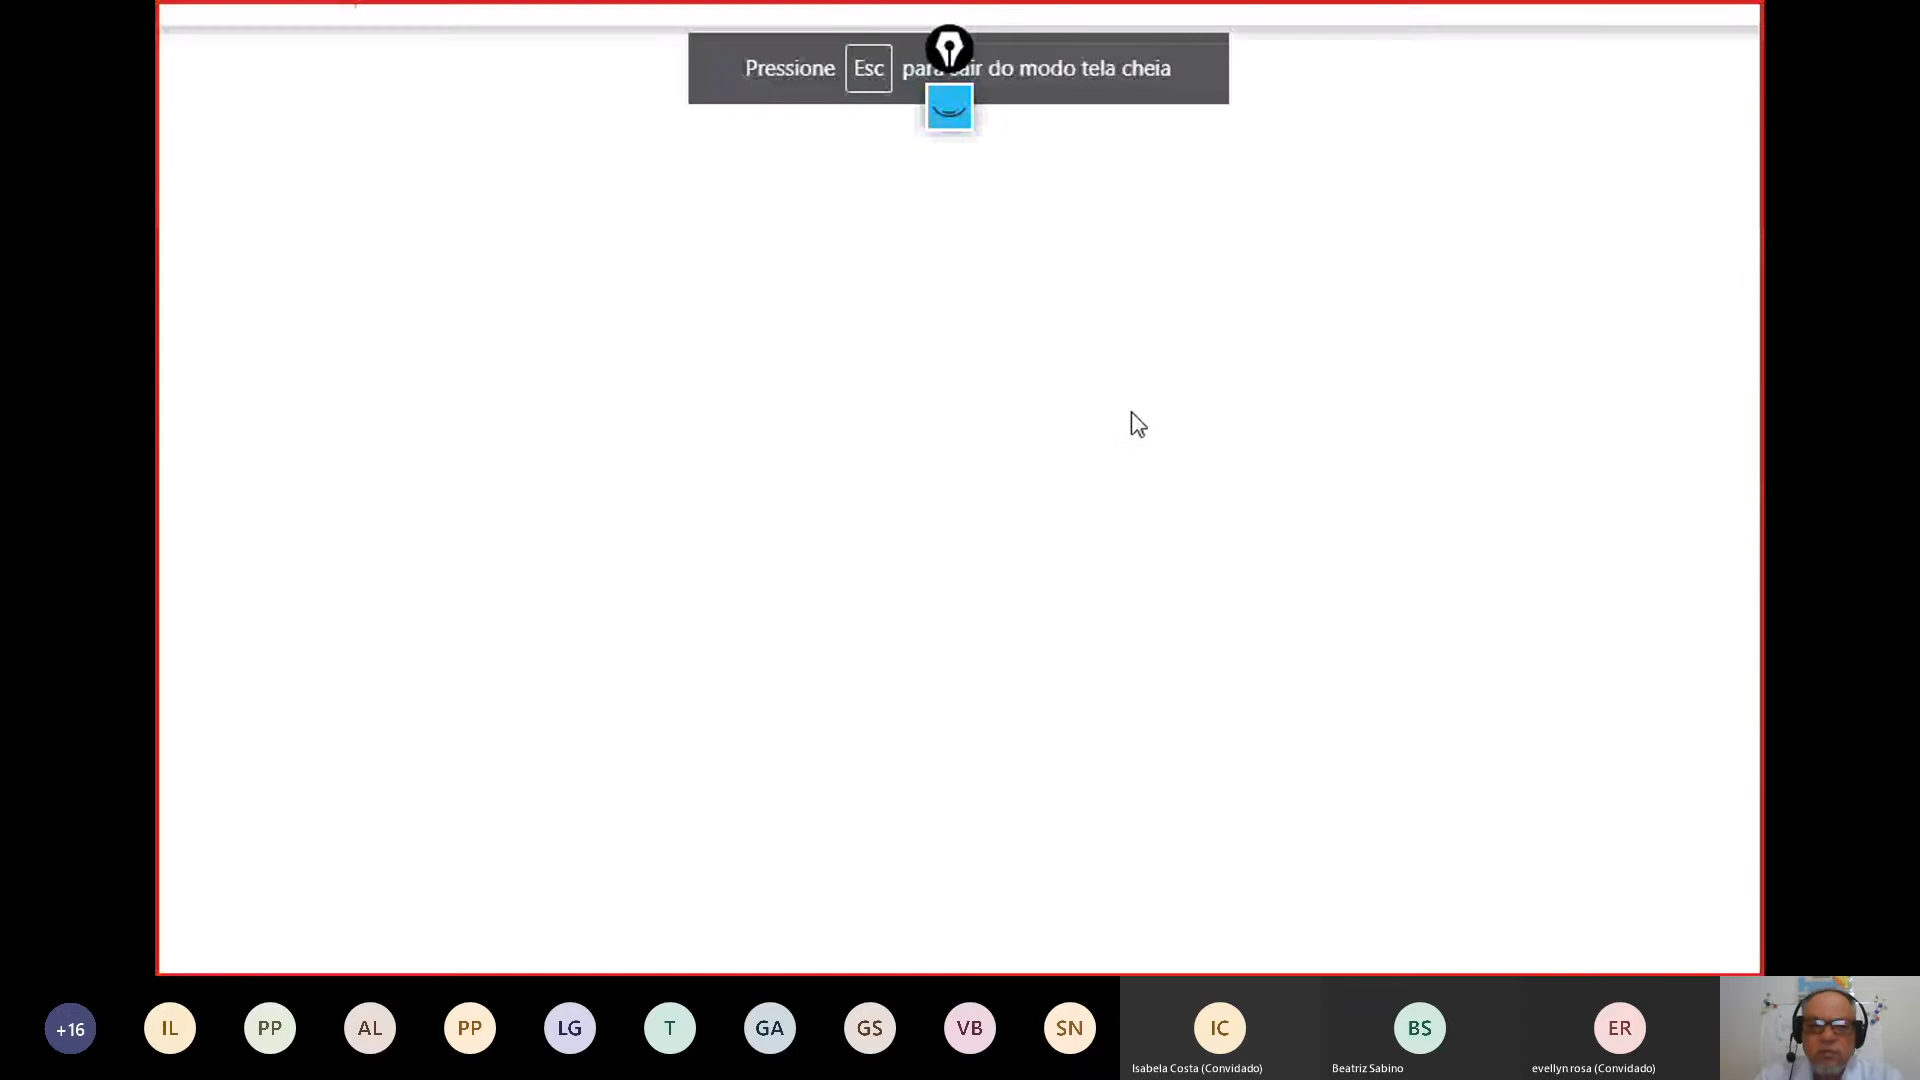 Pressione Esc para sair do modo tela cheia
+16 IL PP AL PP LG T GA GS VB SN IC BS ER
Isabela Costa (Convidado) Beatriz Sabino evellyn rosa (Convidado)